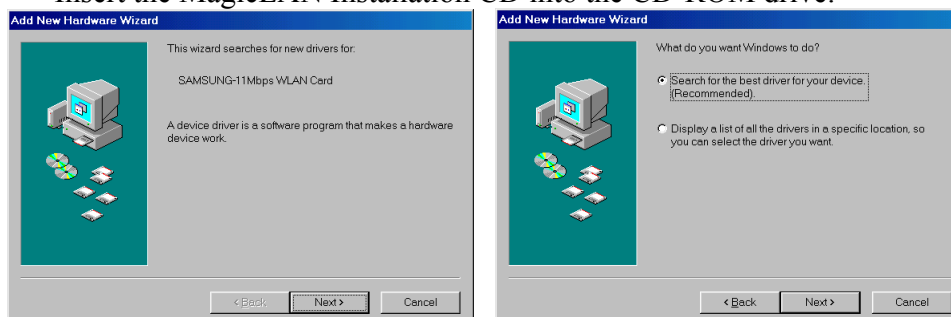 Insert the MagicLAN Installation CD into the CD-ROM drive.
Add New Hardware Wizard
This wizard searches for new drivers for:
SAMSUNG-11Mbps WLAN Card
A device driver is a software program that makes a hardware
device work.
< Back
Next >
Cancel
Add New Hardware Wizard
What do you want Windows to do?
Search for the best driver for your device.
(Recommended).
Display a list of all the drivers in a specific location, so
you can select the driver you want.
< Back
Next >
Cancel